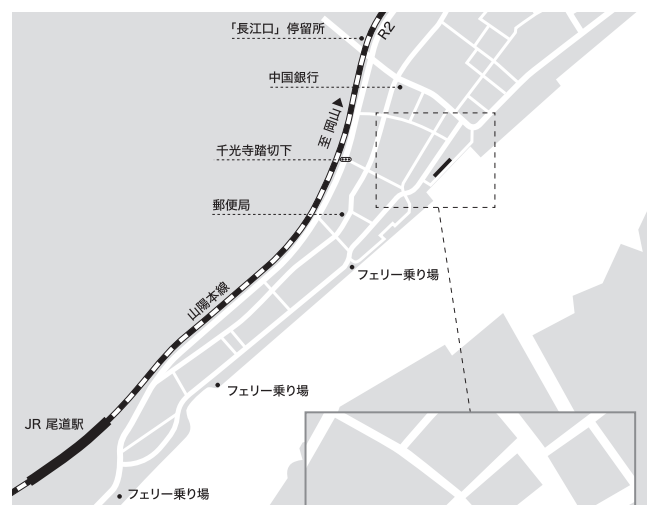 「長江口」停留所
R2
中国銀行
至 岡山▲
千光寺踏切下
郵便局
フェリー乗り場
山陽本線
フェリー乗り場
JR 尾道駅
フェリー乗り場